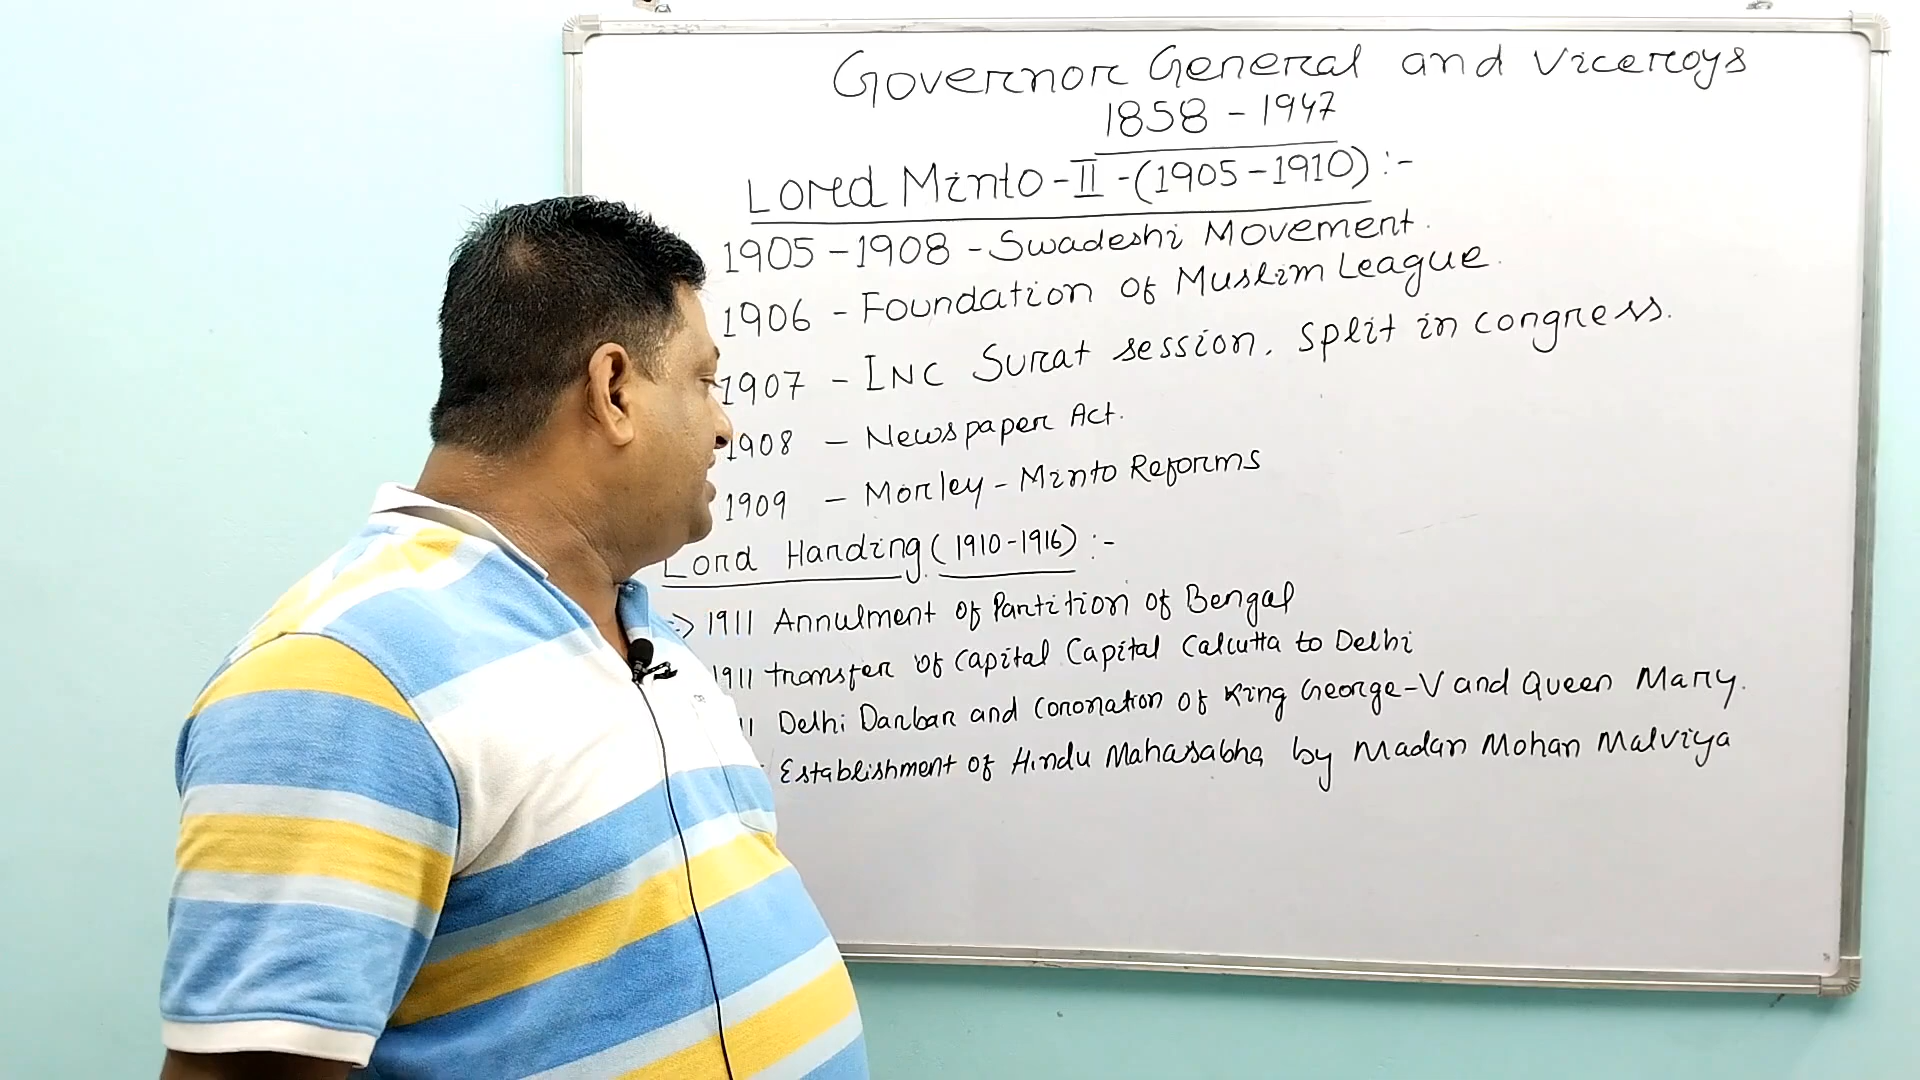 Governor General and Viceroys
1858 - 1947
Lord Minto - II - (1905 - 1910) :-
1905 - 1908 - Swadeshi Movement.
1906 - Foundation of Muslim League.
1907 - INC Surat session, split in congress.
1908 - Newspaper Act.
1909 - Morley - Minto Reforms
Lord Harding (1910-1916) :-
1911 Annulment of Partition of Bengal
1911 transfer of Capital Capital Calcutta to Delhi
11 Delhi Darbar and Coronation of King George-V and Queen Mary.
Establishment of Hindu Mahasabha by Madan Mohan Malviya